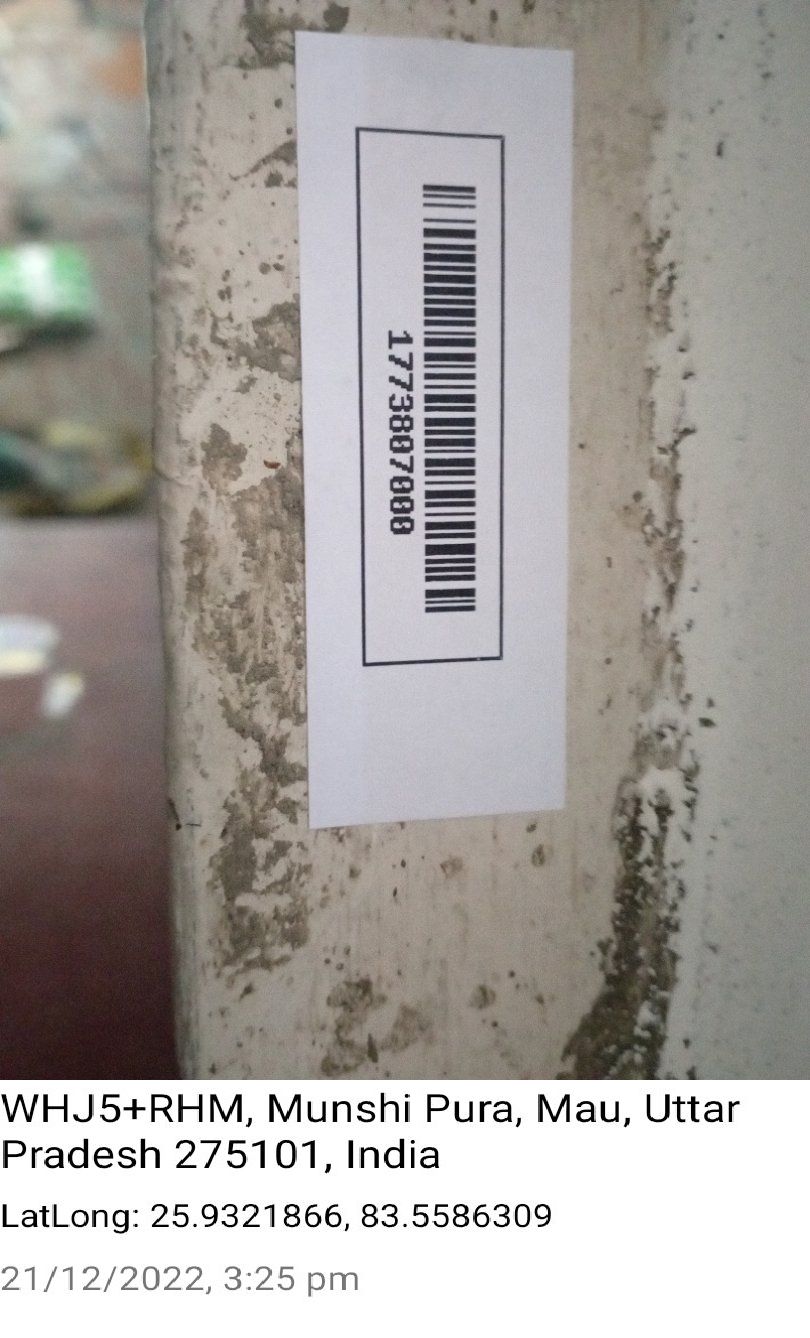 1773807000
WHJ5+RHM, Munshi Pura, Mau, Uttar
Pradesh 275101, India
LatLong: 25.9321866, 83.5586309
21/12/2022, 3:25 pm